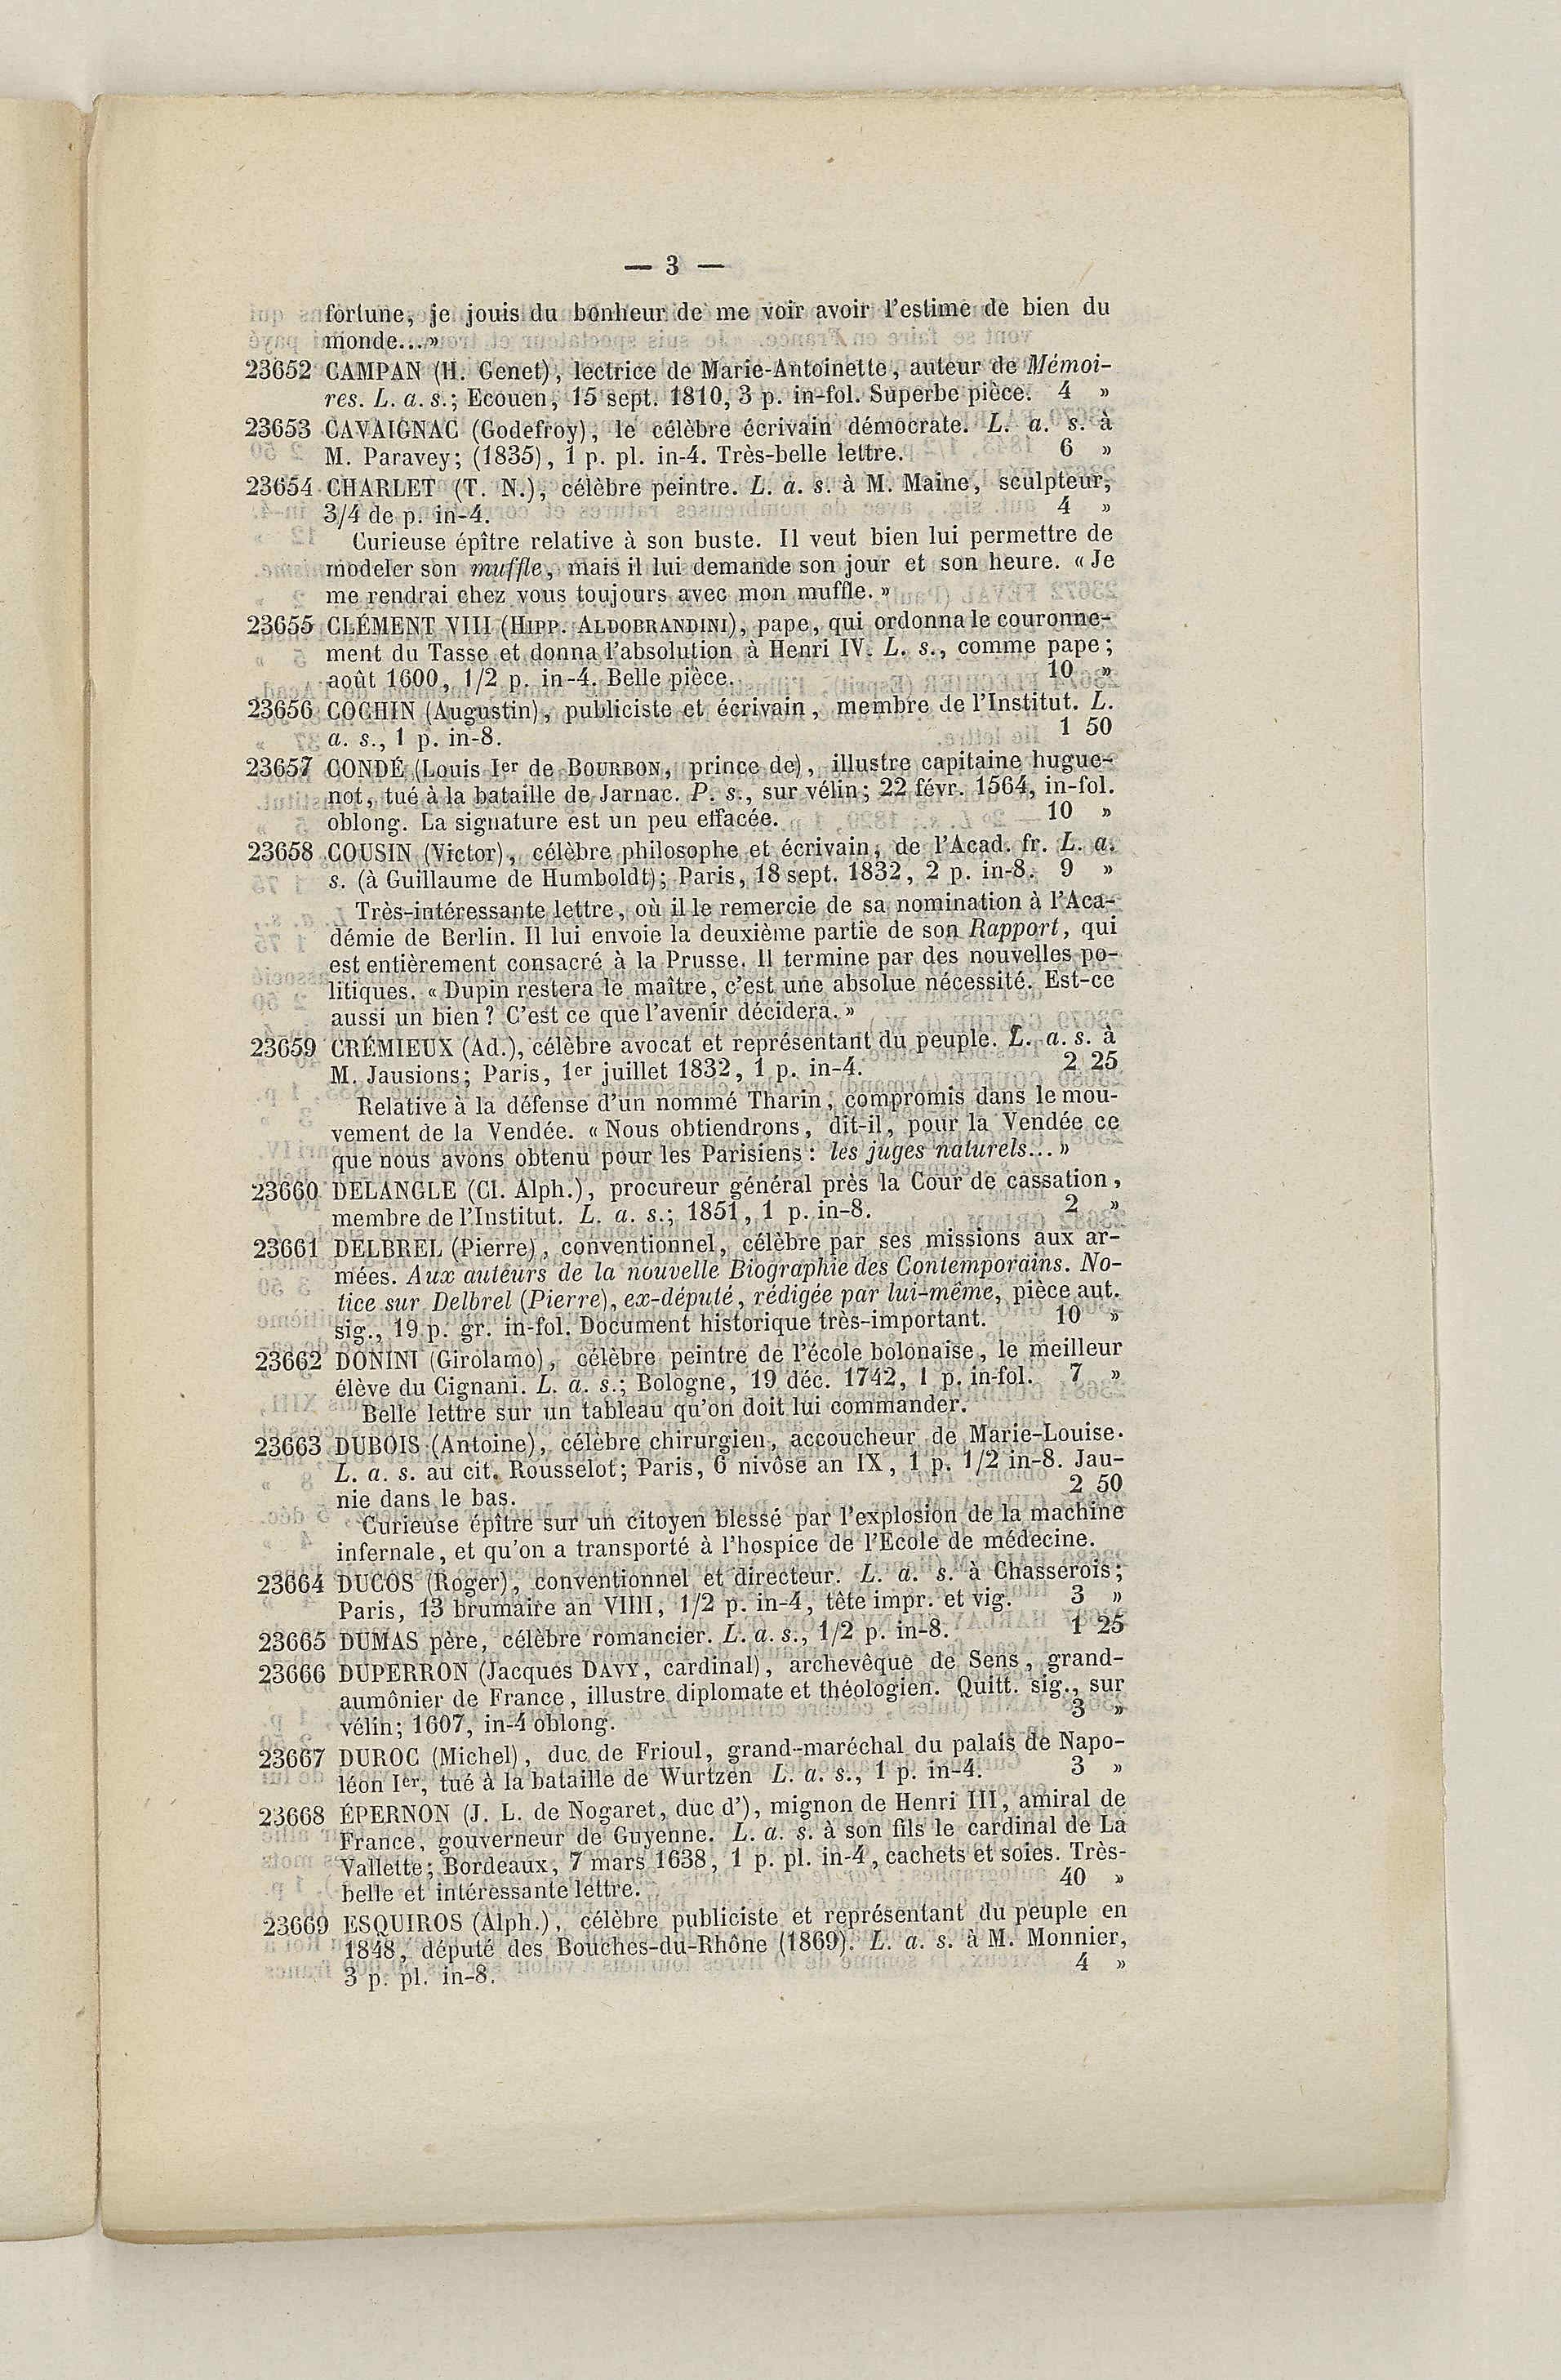 — 3 —
fortune, je jouis du bonheur de me voir avoir l'estime de bien du
monde...»
23652 CAMPAN (H. Genet), lectrice de Marie-Antoinette, auteur de Mémoi-
res. L. a. s.; Ecouen, 15 sept. 1810, 3 p. in-fol. Superbe pièce. 4 »
23653 CAVAIGNAC (Godefroy), le célèbre écrivain démocrate. L. a. s. à
M. Paravey; (1835), 1 p. pl. in-4. Très-belle lettre. 6 »
23654 CHARLET (T. N.), célèbre peintre. L. a. s. à M. Maine, sculpteur,
3/4 de p. in-4. 4 »
Curieuse épître relative à son buste. Il veut bien lui permettre de
modeler son muffle, mais il lui demande son jour et son heure. « Je
me rendrai chez vous toujours avec mon muffle. »
23655 CLÉMENT VIII (HIPP. ALDOBRANDINI), pape, qui ordonna le couronne-
ment du Tasse et donna l'absolution à Henri IV. L. s., comme pape;
août 1600, 1/2 p. in-4. Belle pièce. 10 »
23656 COCHIN (Augustin), publiciste et écrivain, membre de l'Institut. L.
a. s., 1 p. in-8. 1 50
23657 CONDÉ (Louis Ier de BOURBON, prince de), illustre capitaine hugue-
not, tué à la bataille de Jarnac. P. s., sur vélin; 22 févr. 1564, in-fol.
oblong. La signature est un peu effacée. 10 »
23658 COUSIN (Victor), célèbre philosophe et écrivain, de l'Acad. fr. L. a.
s. (à Guillaume de Humboldt); Paris, 18 sept. 1832, 2 p. in-8. 9 »
Très-intéressante lettre, où il le remercie de sa nomination à l'Aca-
démie de Berlin. Il lui envoie la deuxième partie de son Rapport, qui
est entièrement consacré à la Prusse. Il termine par des nouvelles po-
litiques. « Dupin restera le maître, c'est une absolue nécessité. Est-ce
aussi un bien ? C'est ce que l'avenir décidera. »
23659 CRÉMIEUX (Ad.), célèbre avocat et représentant du peuple. L. a. s. à
M. Jausions; Paris, 1er juillet 1832, 1 p. in-4. 2 25
Relative à la défense d'un nommé Tharin, compromis dans le mou-
vement de la Vendée. « Nous obtiendrons, dit-il, pour la Vendée ce
que nous avons obtenu pour les Parisiens : les juges naturels... »
23660 DELANGLE (Cl. Alph.), procureur général près la Cour de cassation,
membre de l'Institut. L. a. s.; 1851, 1 p. in-8. 2 »
23661 DELBREL (Pierre), conventionnel, célèbre par ses missions aux ar-
mées. Aux auteurs de la nouvelle Biographie des Contemporains. No-
tice sur Delbrel (Pierre), ex-député, rédigée par lui-même, pièce aut.
sig., 19 p. gr. in-fol. Document historique très-important. 10 »
23662 DONINI (Girolamo), célèbre peintre de l'école bolonaise, le meilleur
élève du Cignani. L. a. s.; Bologne, 19 déc. 1742, 1 p. in-fol. 7 »
Belle lettre sur un tableau qu'on doit lui commander.
23663 DUBOIS (Antoine), célèbre chirurgien, accoucheur de Marie-Louise.
L. a. s. au cit. Rousselot; Paris, 6 nivôse an IX, 1 p. 1/2 in-8. Jau-
nie dans le bas. 2 50
Curieuse épître sur un citoyen blessé par l'explosion de la machine
infernale, et qu'on a transporté à l'hospice de l'École de médecine.
23664 DUCOS (Roger), conventionnel et directeur. L. a. s. à Chasserois;
Paris, 13 brumaire an VIIII, 1/2 p. in-4, tête impr. et vig. 3 »
23665 DUMAS père, célèbre romancier. L. a. s., 1/2 p. in-8. 1 25
23666 DUPERRON (Jacques DAVY, cardinal), archevêque de Sens, grand-
aumônier de France, illustre diplomate et théologien. Quitt. sig., sur
vélin; 1607, in-4 oblong. 3 »
23667 DUROC (Michel), duc de Frioul, grand-maréchal du palais de Napo-
léon Ier, tué à la bataille de Wurtzen L. a. s., 1 p. in-4. 3 »
23668 ÉPERNON (J. L. de Nogaret, duc d'), mignon de Henri III, amiral de
France, gouverneur de Guyenne. L. a. s. à son fils le cardinal de La
Vallette; Bordeaux, 7 mars 1638, 1 p. pl. in-4, cachets et soies. Très-
belle et intéressante lettre. 40 »
23669 ESQUIROS (Alph.), célèbre publiciste et représentant du peuple en
1848, député des Bouches-du-Rhône (1869). L. a. s. à M. Monnier,
3 p. pl. in-8. 4 »